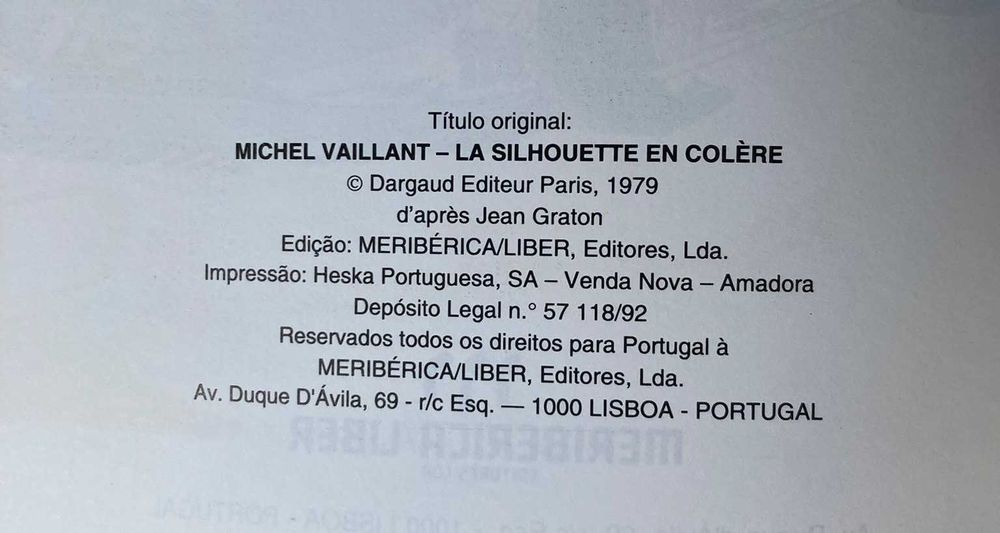 Título original:
MICHEL VAILLANT – LA SILHOUETTE EN COLÈRE
© Dargaud Editeur Paris, 1979
d'après Jean Graton
Edição: MERIBÉRICA/LIBER, Editores, Lda.
Impressão: Heska Portuguesa, SA – Venda Nova – Amadora
Depósito Legal n.° 57 118/92
Reservados todos os direitos para Portugal à
MERIBÉRICA/LIBER, Editores, Lda.
Av. Duque D'Ávila, 69 - r/c Esq. — 1000 LISBOA - PORTUGAL
MERIBÉRICA/LIBER